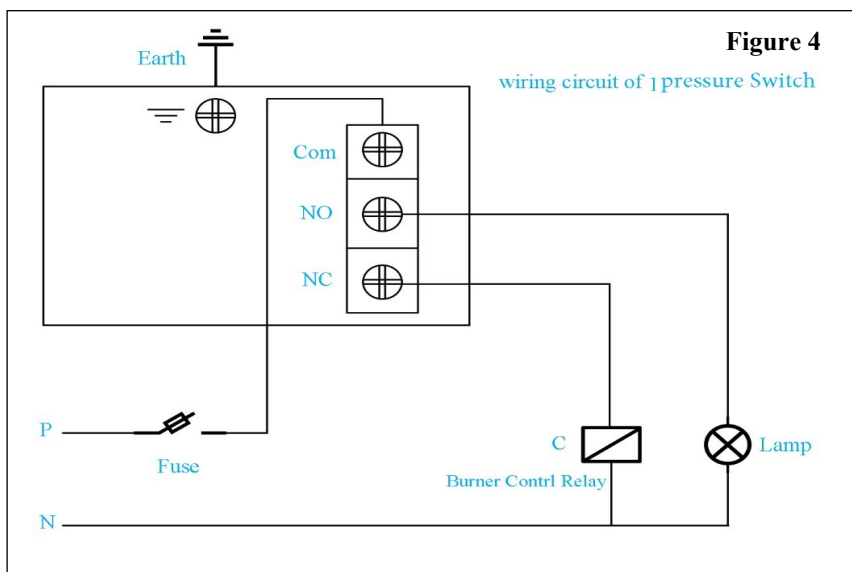 Figure 4
Earth
wiring circuit of 1 pressure Switch
Com
NO
NC
P
Fuse
C
Lamp
Burner Contrl Relay
N